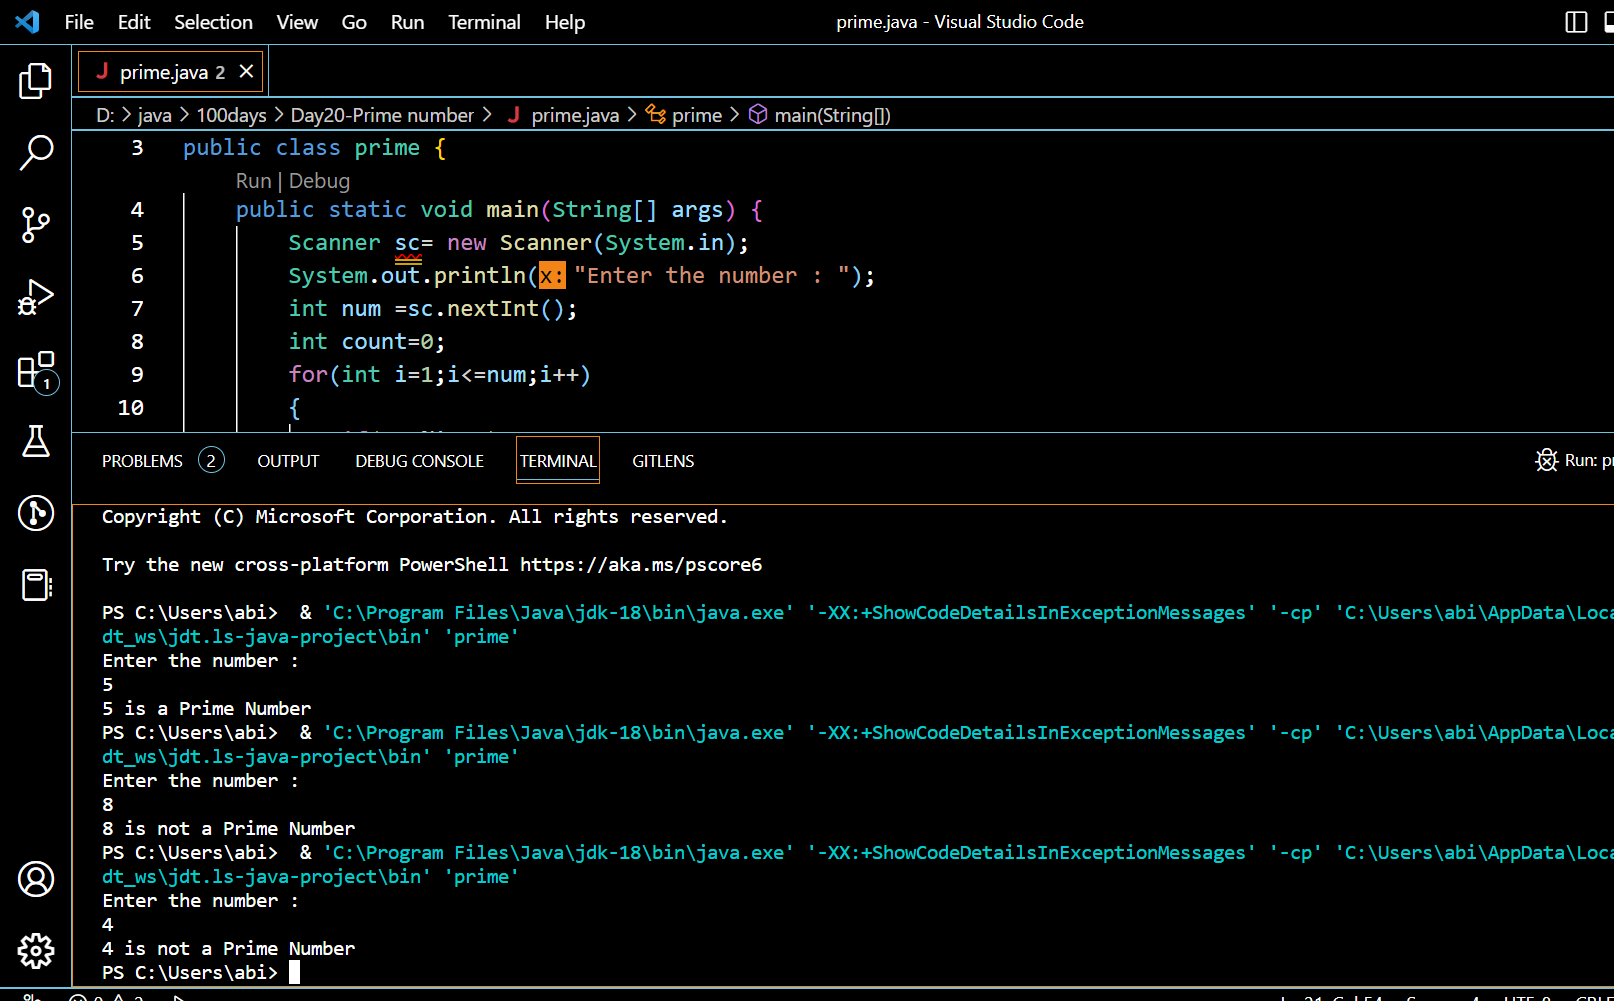 File Edit Selection View Go Run Terminal Help prime.java - Visual Studio Code
prime.java 2
D: > java > 100days > Day20-Prime number > J prime.java > prime > main(String[])
3 public class prime {
Run | Debug
4 public static void main(String[] args) {
5 Scanner sc= new Scanner(System.in);
6 System.out.println(x: "Enter the number : ");
7 int num =sc.nextInt();
8 int count=0;
9 for(int i=1;i<=num;i++)
10 {
1
PROBLEMS 2 OUTPUT DEBUG CONSOLE TERMINAL GITLENS Run: pr
Copyright (C) Microsoft Corporation. All rights reserved.
Try the new cross-platform PowerShell https://aka.ms/pscore6
PS C:\Users\abi>  & 'C:\Program Files\Java\jdk-18\bin\java.exe' '-XX:+ShowCodeDetailsInExceptionMessages' '-cp' 'C:\Users\abi\AppData\Loca
dt_ws\jdt.ls-java-project\bin' 'prime'
Enter the number :
5
5 is a Prime Number
PS C:\Users\abi>  & 'C:\Program Files\Java\jdk-18\bin\java.exe' '-XX:+ShowCodeDetailsInExceptionMessages' '-cp' 'C:\Users\abi\AppData\Loca
dt_ws\jdt.ls-java-project\bin' 'prime'
Enter the number :
8
8 is not a Prime Number
PS C:\Users\abi>  & 'C:\Program Files\Java\jdk-18\bin\java.exe' '-XX:+ShowCodeDetailsInExceptionMessages' '-cp' 'C:\Users\abi\AppData\Loca
dt_ws\jdt.ls-java-project\bin' 'prime'
Enter the number :
4
4 is not a Prime Number
PS C:\Users\abi>